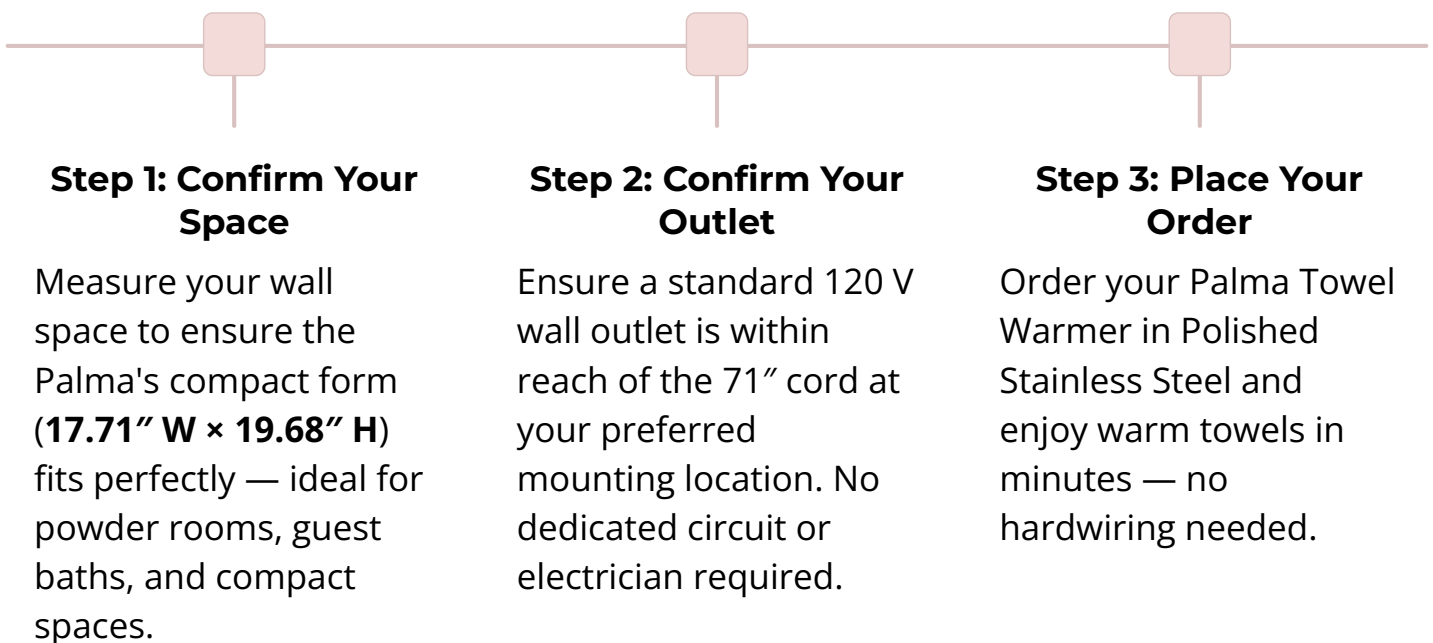 Step 1: Confirm Your
Space
Measure your wall
space to ensure the
Palma's compact form
(17.71″ W × 19.68″ H)
fits perfectly — ideal for
powder rooms, guest
baths, and compact
spaces.
Step 2: Confirm Your
Outlet
Ensure a standard 120 V
wall outlet is within
reach of the 71″ cord at
your preferred
mounting location. No
dedicated circuit or
electrician required.
Step 3: Place Your
Order
Order your Palma Towel
Warmer in Polished
Stainless Steel and
enjoy warm towels in
minutes — no
hardwiring needed.